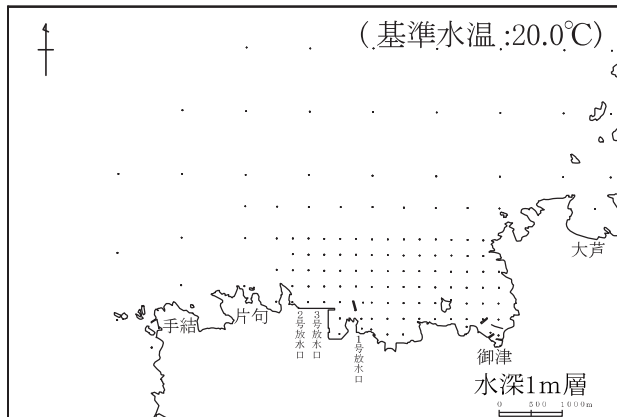 (基準水温:20.0℃)
大芦
手結
片句
2号放水口
3号放水口
1号放水口
御津
水深1m層
0 500 1000m